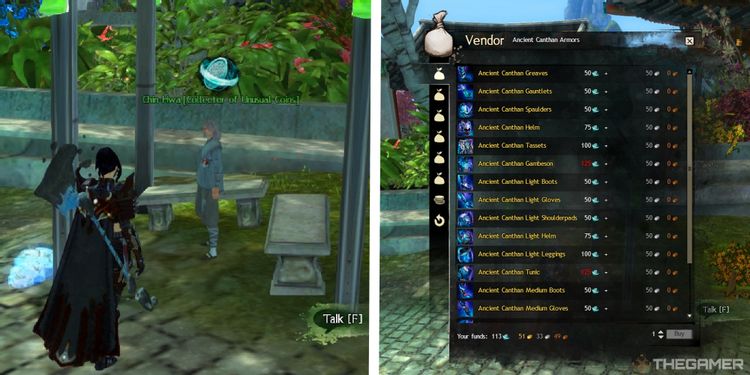 Chin-Hwa [Collector of Unusual Coins]
Talk [F]
Vendor Ancient Canthan Armors
Ancient Canthan Greaves 50 + 50 0
Ancient Canthan Gauntlets 50 + 50 0
Ancient Canthan Spaulders 50 + 50 0
Ancient Canthan Helm 75 + 50 0
Ancient Canthan Tassets 100 + 50 0
Ancient Canthan Gambeson 125 + 50 0
Ancient Canthan Light Boots 50 + 50 0
Ancient Canthan Light Gloves 50 + 50 0
Ancient Canthan Light Shoulderpads 50 + 50 0
Ancient Canthan Light Helm 75 + 50 0
Ancient Canthan Light Leggings 100 + 50 0
Ancient Canthan Tunic 125 + 50 0
Ancient Canthan Medium Boots 50 + 50 0
Ancient Canthan Medium Gloves 50 + 50 0
Talk [F]
Your funds: 113 51 33 49 1 Buy
THEGAMER